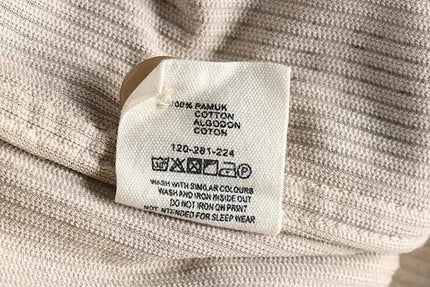 100% PAMUK
COTTON
ALGODON
COTON
120-281-224
WASH WITH SIMILAR COLOURS
WASH AND IRON INSIDE OUT
DO NOT IRON ON PRINT
NOT INTENDED FOR SLEEP WEAR